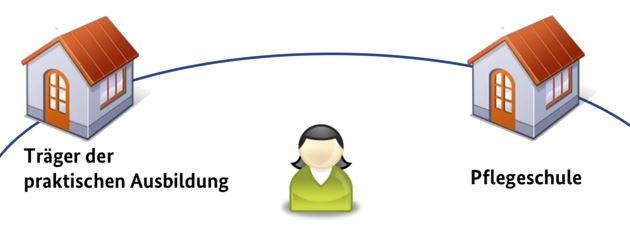 Träger der
praktischen Ausbildung
Pflegeschule